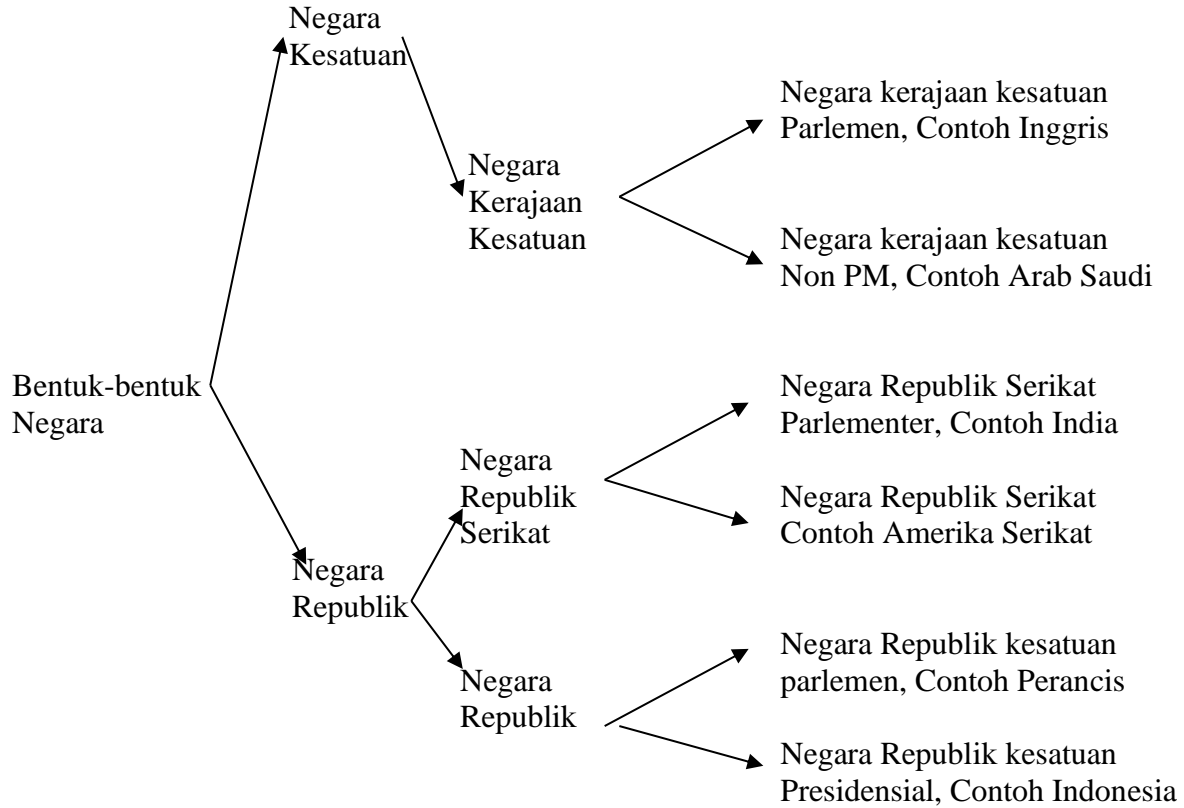 Negara
Kesatuan
Negara kerajaan kesatuan
Parlemen, Contoh Inggris
Negara
Kerajaan
Kesatuan
Negara kerajaan kesatuan
Non PM, Contoh Arab Saudi
Bentuk-bentuk
Negara
Negara Republik Serikat
Parlementer, Contoh India
Negara
Republik
Serikat
Negara Republik Serikat
Contoh Amerika Serikat
Negara
Republik
Negara Republik kesatuan
parlemen, Contoh Perancis
Negara
Republik
Negara Republik kesatuan
Presidensial, Contoh Indonesia